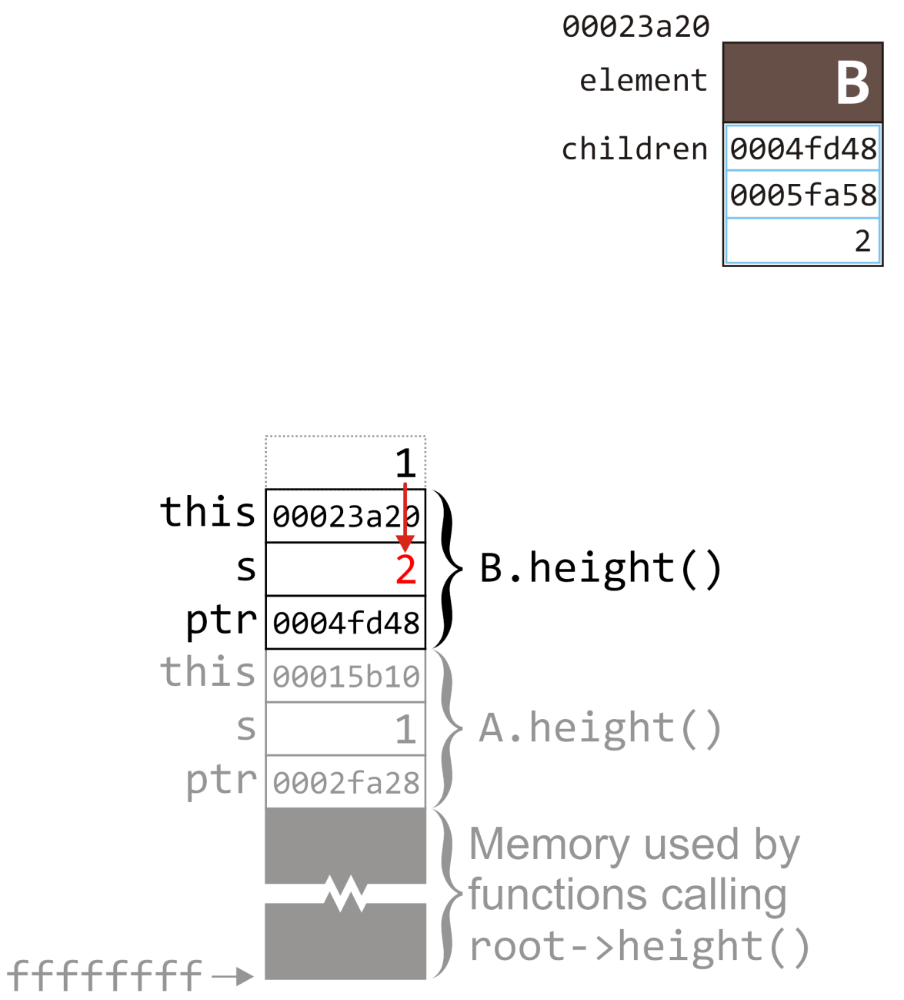 00023a20
element B
children 0004fd48
0005fa58
2
1
this 00023a20
s 2 B.height()
ptr 0004fd48
this 00015b10
s 1 A.height()
ptr 0002fa28
Memory used by
functions calling
root->height()
ffffffff